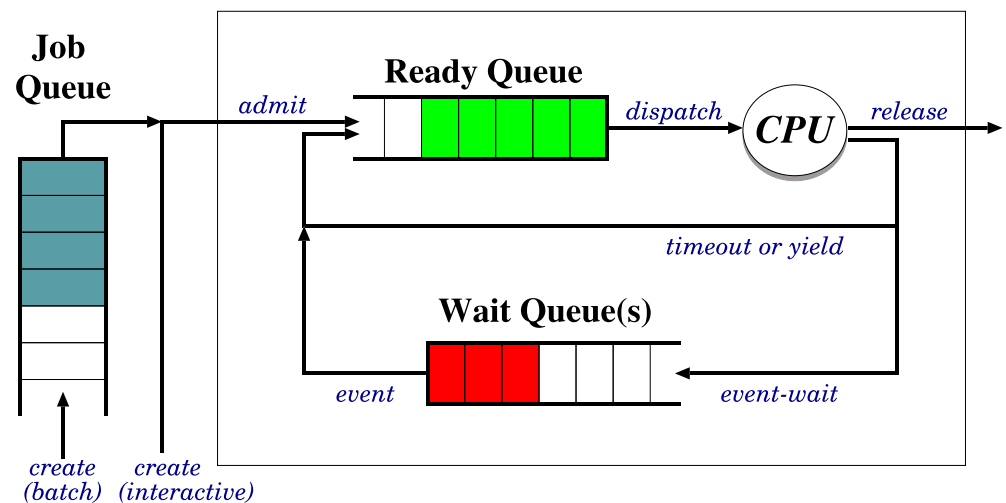 Job
Queue
Ready Queue
admit
dispatch
CPU
release
timeout or yield
Wait Queue(s)
event
event-wait
create
(batch)
create
(interactive)